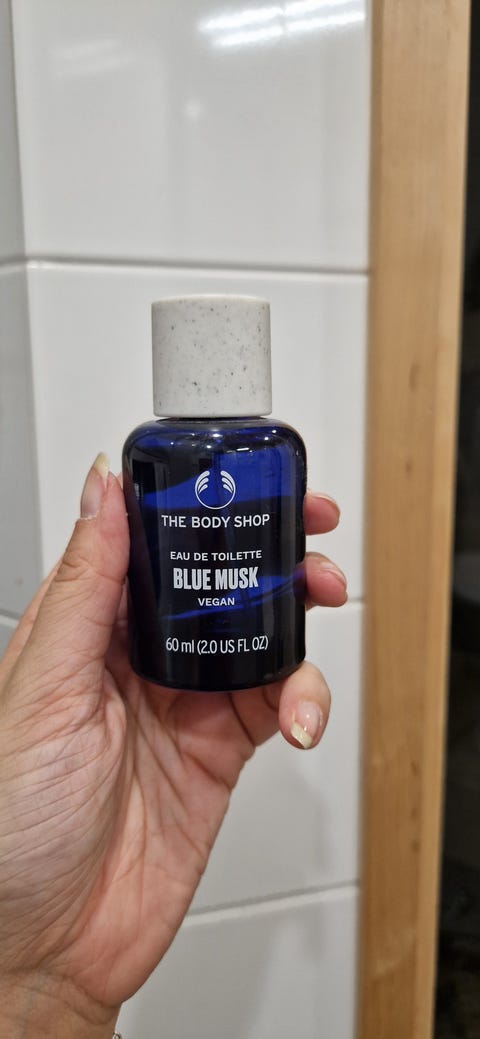 THE BODY SHOP
EAU DE TOILETTE
BLUE MUSK
VEGAN
60 ml (2.0 US FL OZ)